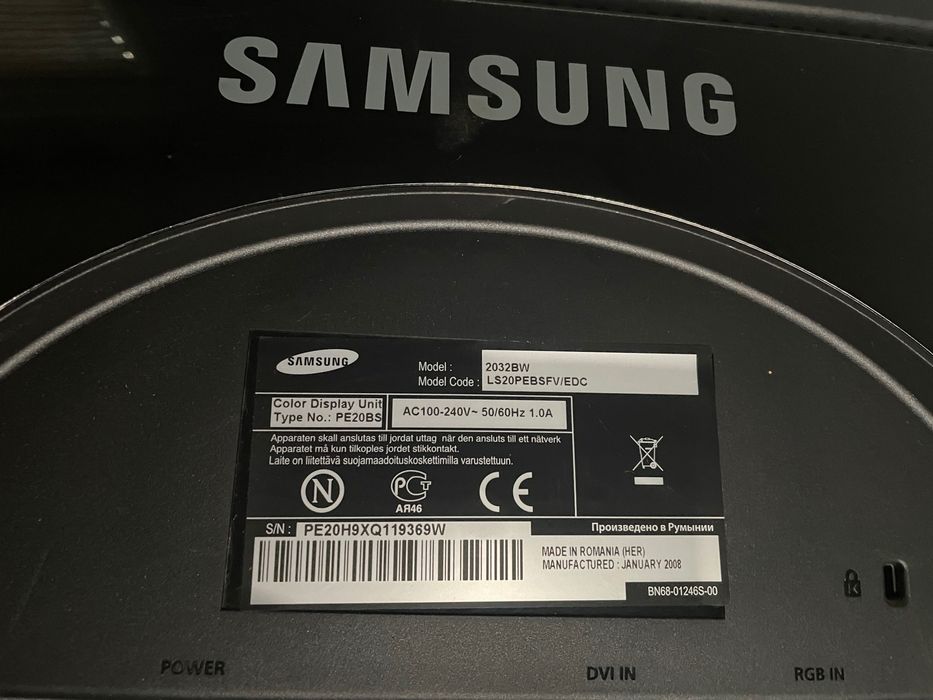 SAMSUNG
SAMSUNG
Model : 2032BW
Model Code : LS20PEBSFV/EDC
Color Display Unit
Type No.: PE20BS
AC100-240V~ 50/60Hz 1.0A
Apparaten skall anslutas till jordat uttag när den ansluts till ett nätverk
Apparatet må kun tilkoples jordet stikkontakt.
Laite on liitettävä suojamaadoituskoskettimilla varustettuun.
N
РСТ
АЯ46
CE
S/N : PE20H9XQ119369W
Произведено в Румынии
MADE IN ROMANIA (HER)
MANUFACTURED : JANUARY 2008
BN68-01246S-00
K
POWER
DVI IN
RGB IN